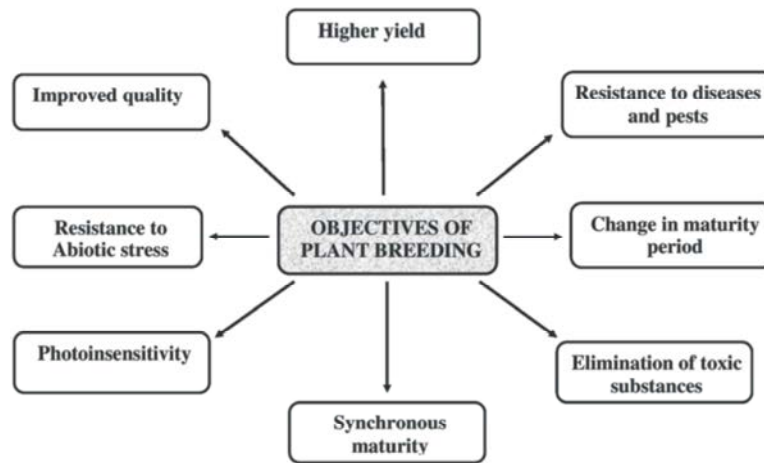 Higher yield
Improved quality
Resistance to diseases
and pests
Resistance to
Abiotic stress
OBJECTIVES OF
PLANT BREEDING
Change in maturity
period
Photoinsensitivity
Elimination of toxic
substances
Synchronous
maturity